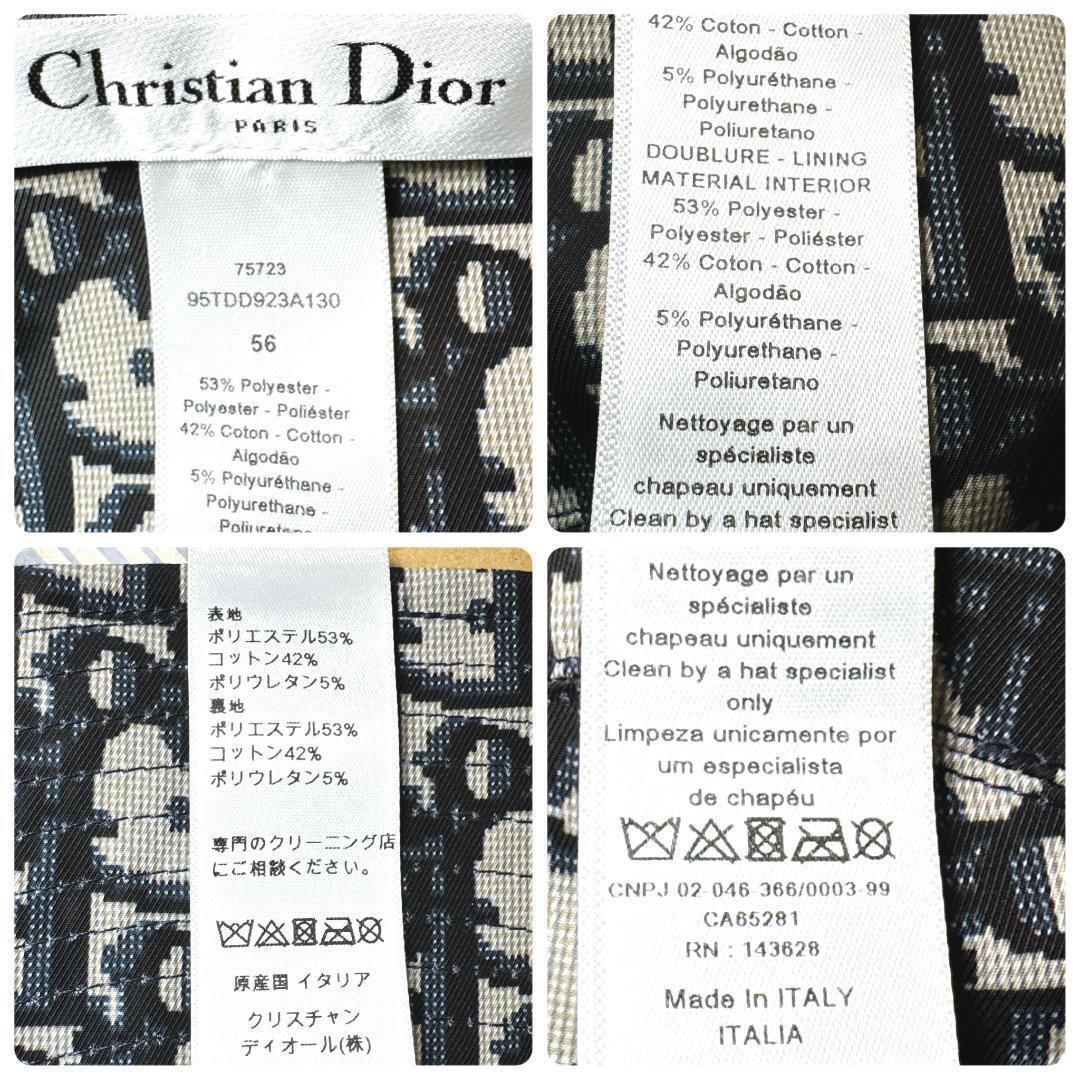 Christian Dior
PARIS
75723
95TDD923A130
56
53% Polyester -
Polyester - Poliéster
42% Coton - Cotton -
Algodão
5% Polyuréthane -
Polyurethane -
Poliuretano
42% Coton - Cotton -
Algodão
5% Polyuréthane -
Polyurethane -
Poliuretano
DOUBLURE - LINING
MATERIAL INTERIOR
53% Polyester -
Polyester - Poliéster
42% Coton - Cotton -
Algodão
5% Polyuréthane -
Polyurethane -
Poliuretano
Nettoyage par un
spécialiste
chapeau uniquement
Clean by a hat specialist
表地
ポリエステル53%
コットン42%
ポリウレタン5%
裏地
ポリエステル53%
コットン42%
ポリウレタン5%
専門のクリーニング店
にご相談ください。
原産国 イタリア
クリスチャン
ディオール(株)
Nettoyage par un
spécialiste
chapeau uniquement
Clean by a hat specialist
only
Limpeza unicamente por
um especialista
de chapéu
CNPJ 02-046-366/0003-99
CA65281
RN : 143628
Made In ITALY
ITALIA